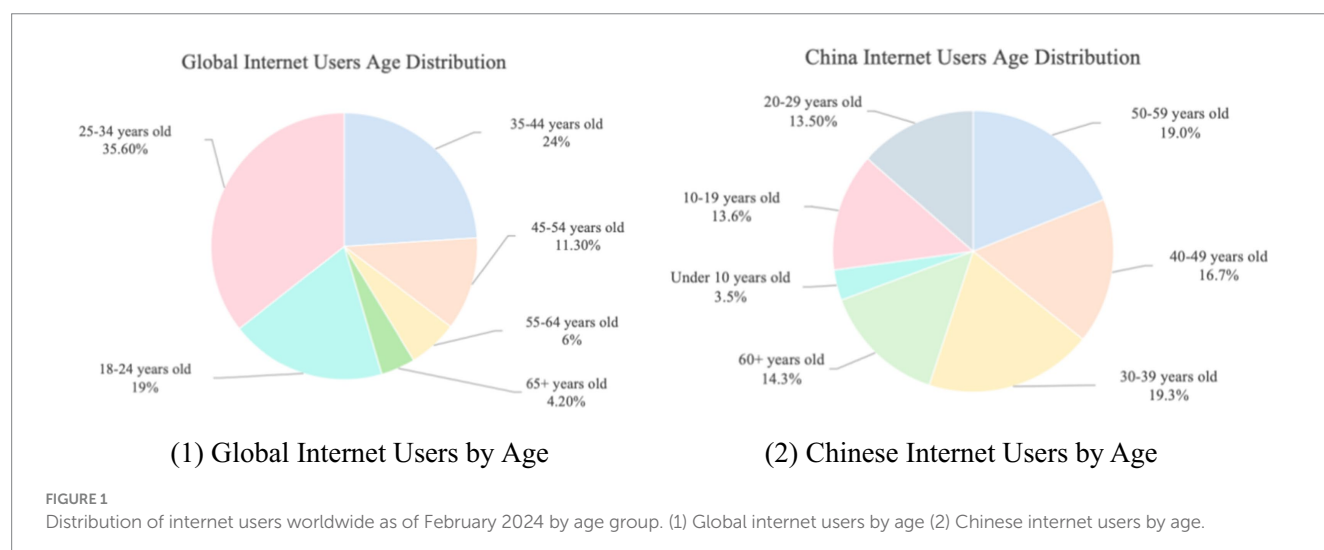 Global Internet Users Age Distribution
25-34 years old
35.60%
35-44 years old
24%
45-54 years old
11.30%
55-64 years old
6%
65+ years old
4.20%
18-24 years old
19%
(1) Global Internet Users by Age
China Internet Users Age Distribution
20-29 years old
13.50%
50-59 years old
19.0%
10-19 years old
13.6%
40-49 years old
16.7%
Under 10 years old
3.5%
60+ years old
14.3%
30-39 years old
19.3%
(2) Chinese Internet Users by Age
FIGURE 1
Distribution of internet users worldwide as of February 2024 by age group. (1) Global internet users by age (2) Chinese internet users by age.